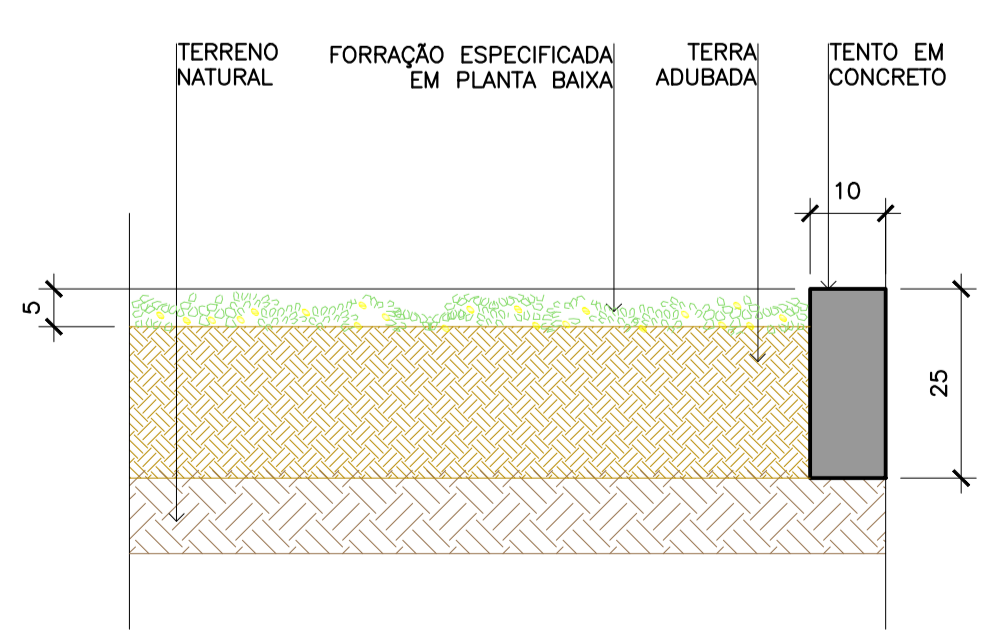 TERRENO
NATURAL
FORRAÇÃO ESPECIFICADA
EM PLANTA BAIXA
TERRA
ADUBADA
TENTO EM
CONCRETO
10
5
25